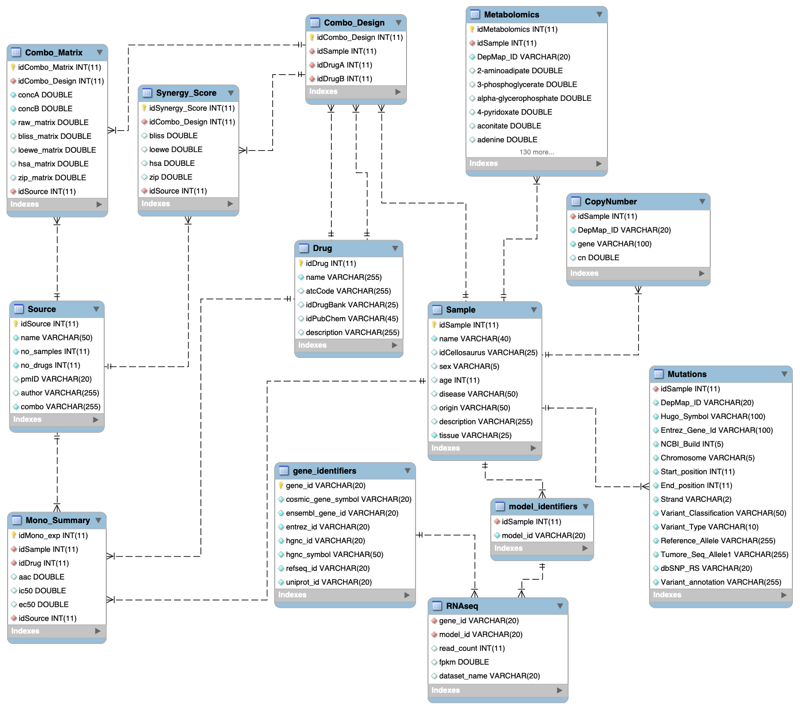 Combo_Design
idCombo_Design INT(11)
idSample INT(11)
idDrugA INT(11)
idDrugB INT(11)
Indexes
Metabolomics
idMetabolomics INT(11)
idSample INT(11)
DepMap_ID VARCHAR(20)
2-aminoadipate DOUBLE
3-phosphoglycerate DOUBLE
alpha-glycerophosphate DOUBLE
4-pyridoxate DOUBLE
aconitate DOUBLE
adenine DOUBLE
130 more...
Indexes
Combo_Matrix
idCombo_Matrix INT(11)
idCombo_Design INT(11)
concA DOUBLE
concB DOUBLE
raw_matrix DOUBLE
bliss_matrix DOUBLE
loewe_matrix DOUBLE
hsa_matrix DOUBLE
zip_matrix DOUBLE
idSource INT(11)
Indexes
Synergy_Score
idSynergy_Score INT(11)
idCombo_Design INT(11)
bliss DOUBLE
loewe DOUBLE
hsa DOUBLE
zip DOUBLE
idSource INT(11)
Indexes
CopyNumber
idSample INT(11)
DepMap_ID VARCHAR(20)
gene VARCHAR(100)
cn DOUBLE
Indexes
Drug
idDrug INT(11)
name VARCHAR(255)
atcCode VARCHAR(255)
idDrugBank VARCHAR(25)
idPubChem VARCHAR(45)
description VARCHAR(255)
Indexes
Source
idSource INT(11)
name VARCHAR(50)
no_samples INT(11)
no_drugs INT(11)
pmID VARCHAR(20)
author VARCHAR(255)
combo VARCHAR(255)
Indexes
Sample
idSample INT(11)
name VARCHAR(40)
idCellosaurus VARCHAR(25)
sex VARCHAR(5)
age INT(11)
disease VARCHAR(50)
origin VARCHAR(50)
description VARCHAR(255)
tissue VARCHAR(25)
Indexes
Mutations
idSample INT(11)
DepMap_ID VARCHAR(20)
Hugo_Symbol VARCHAR(100)
Entrez_Gene_Id VARCHAR(100)
NCBI_Build INT(5)
Chromosome VARCHAR(5)
Start_position INT(11)
End_position INT(11)
Strand VARCHAR(2)
Variant_Classification VARCHAR(50)
Variant_Type VARCHAR(10)
Reference_Allele VARCHAR(255)
Tumore_Seq_Allele1 VARCHAR(255)
dbSNP_RS VARCHAR(20)
Variant_annotation VARCHAR(255)
Indexes
gene_identifiers
gene_id VARCHAR(20)
cosmic_gene_symbol VARCHAR(20)
ensembl_gene_id VARCHAR(20)
entrez_id VARCHAR(20)
hgnc_id VARCHAR(20)
hgnc_symbol VARCHAR(50)
refseq_id VARCHAR(20)
uniprot_id VARCHAR(20)
Indexes
model_identifiers
idSample INT(11)
model_id VARCHAR(20)
Indexes
Mono_Summary
idMono_exp INT(11)
idSample INT(11)
idDrug INT(11)
aac DOUBLE
ic50 DOUBLE
ec50 DOUBLE
idSource INT(11)
Indexes
RNAseq
gene_id VARCHAR(20)
model_id VARCHAR(20)
read_count INT(11)
fpkm DOUBLE
dataset_name VARCHAR(20)
Indexes